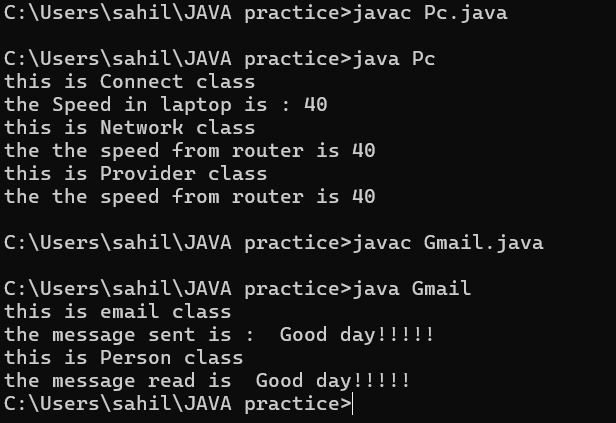 C:\Users\sahil\JAVA practice>javac Pc.java
C:\Users\sahil\JAVA practice>java Pc
this is Connect class
the Speed in laptop is : 40
this is Network class
the the speed from router is 40
this is Provider class
the the speed from router is 40
C:\Users\sahil\JAVA practice>javac Gmail.java
C:\Users\sahil\JAVA practice>java Gmail
this is email class
the message sent is :  Good day!!!!!
this is Person class
the message read is  Good day!!!!!
C:\Users\sahil\JAVA practice>